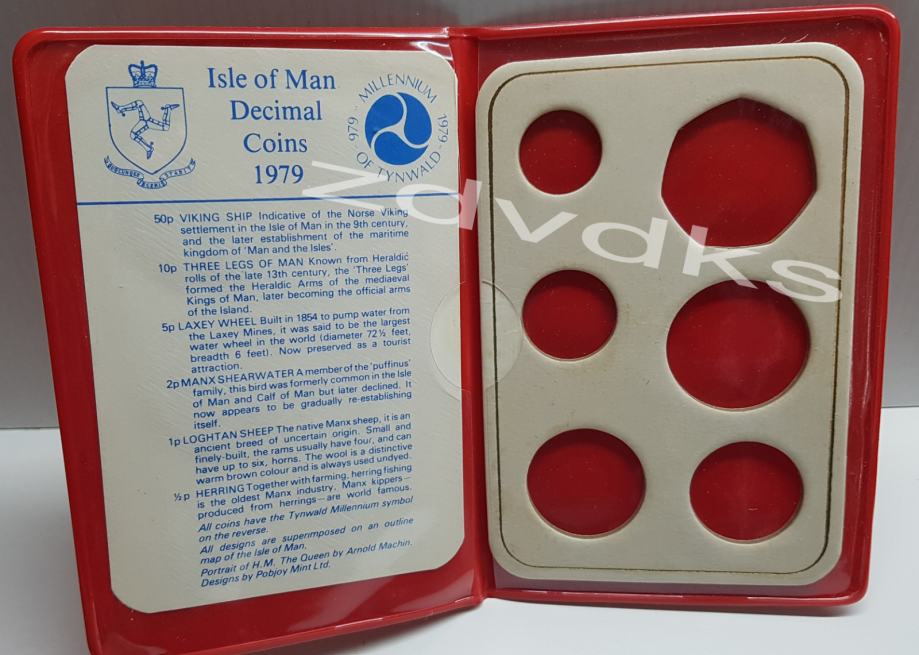 Isle of Man
Decimal
Coins
1979
MILLENNIUM
979
1979
OF TYNWALD
50p VIKING SHIP Indicative of the Norse Viking
settlement in the Isle of Man in the 9th century,
and the later establishment of the maritime
kingdom of 'Man and the Isles'.
10p THREE LEGS OF MAN Known from Heraldic
rolls of the late 13th century, the 'Three Legs'
formed the Heraldic Arms of the mediaeval
Kings of Man, later becoming the official arms
of the Island.
5p LAXEY WHEEL Built in 1854 to pump water from
the Laxey Mines, it was said to be the largest
water wheel in the world (diameter 72½ feet,
breadth 6 feet). Now preserved as a tourist
attraction.
2p MANX SHEARWATER A member of the 'puffinus'
family, this bird was formerly common in the Isle
of Man and Calf of Man but later declined. It
now appears to be gradually re-establishing
itself.
1p LOGHTAN SHEEP The native Manx sheep, it is an
ancient breed of uncertain origin. Small and
finely-built, the rams usually have four, and can
have up to six, horns. The wool is a distinctive
warm brown colour and is always used undyed.
½p HERRING Together with farming, herring fishing
is the oldest Manx industry. Manx kippers—
produced from herrings—are world famous.
All coins have the Tynwald Millennium symbol
on the reverse.
All designs are superimposed on an outline
map of the Isle of Man.
Portrait of H.M. The Queen by Arnold Machin.
Designs by Pobjoy Mint Ltd.
zdvdks